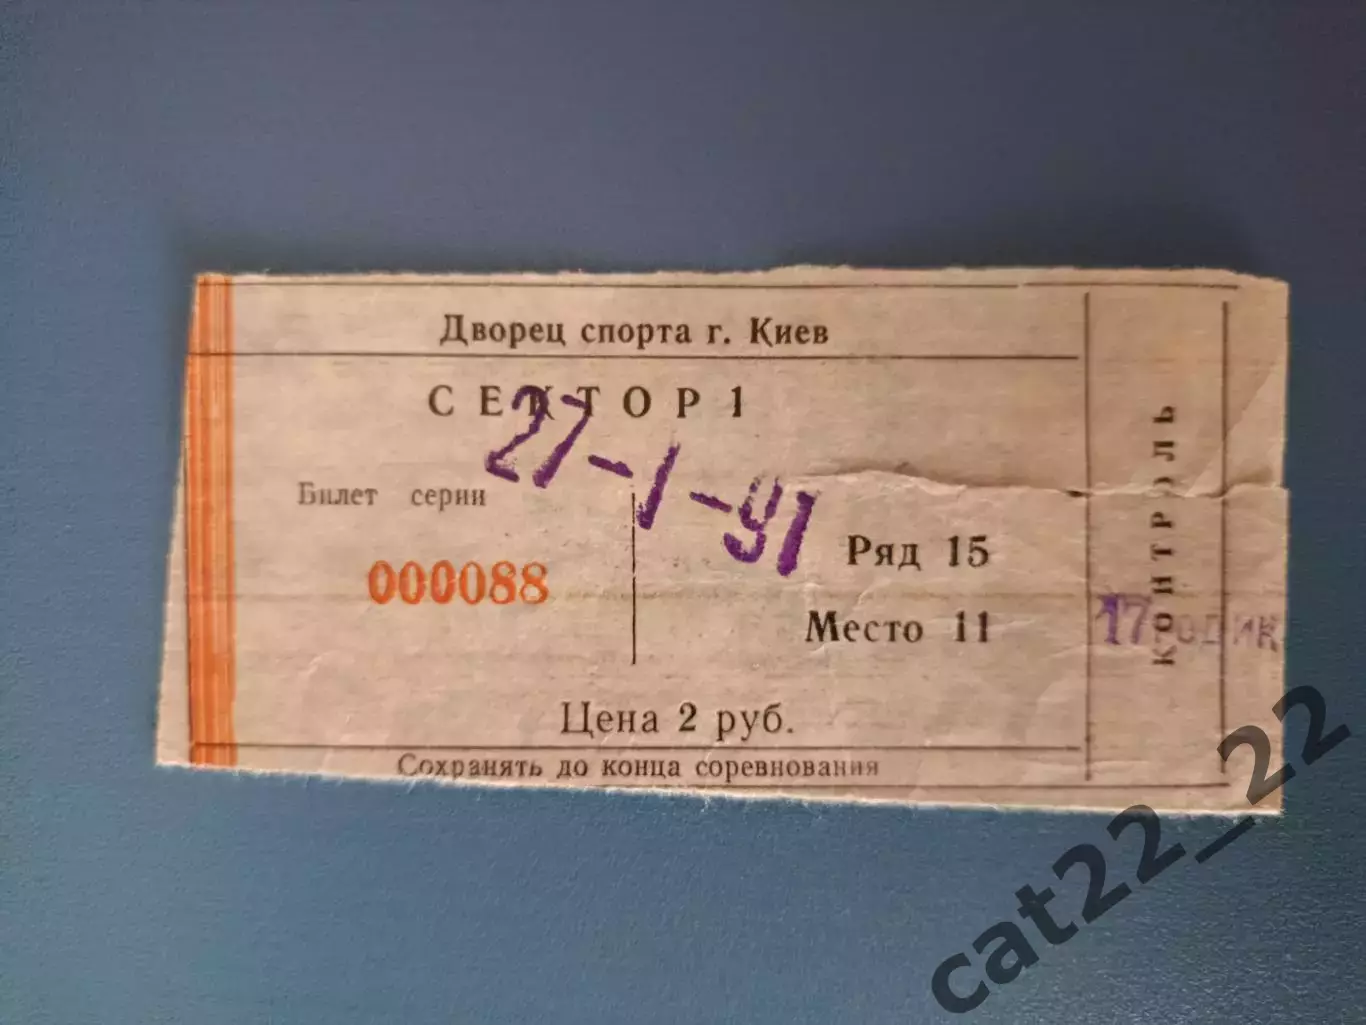 Дворец спорта г. Киев
СЕКТОР 1
27-1-91
Билет серии
000088
Ряд 15
Место 11
Цена 2 руб.
Сохранять до конца соревнования
КОНТРОЛЬ
17
cat22_22